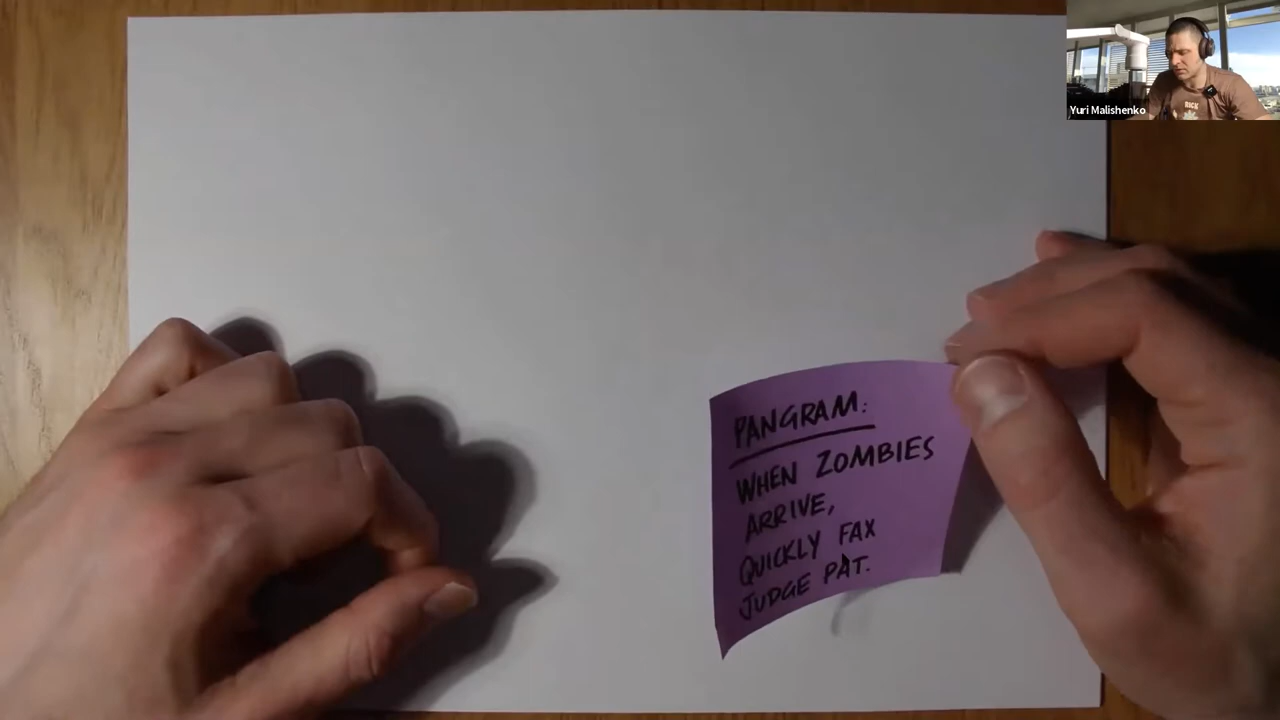 Yuri Malishenko
RICK
PANGRAM:
WHEN ZOMBIES
ARRIVE,
QUICKLY FAX
JUDGE PAT.